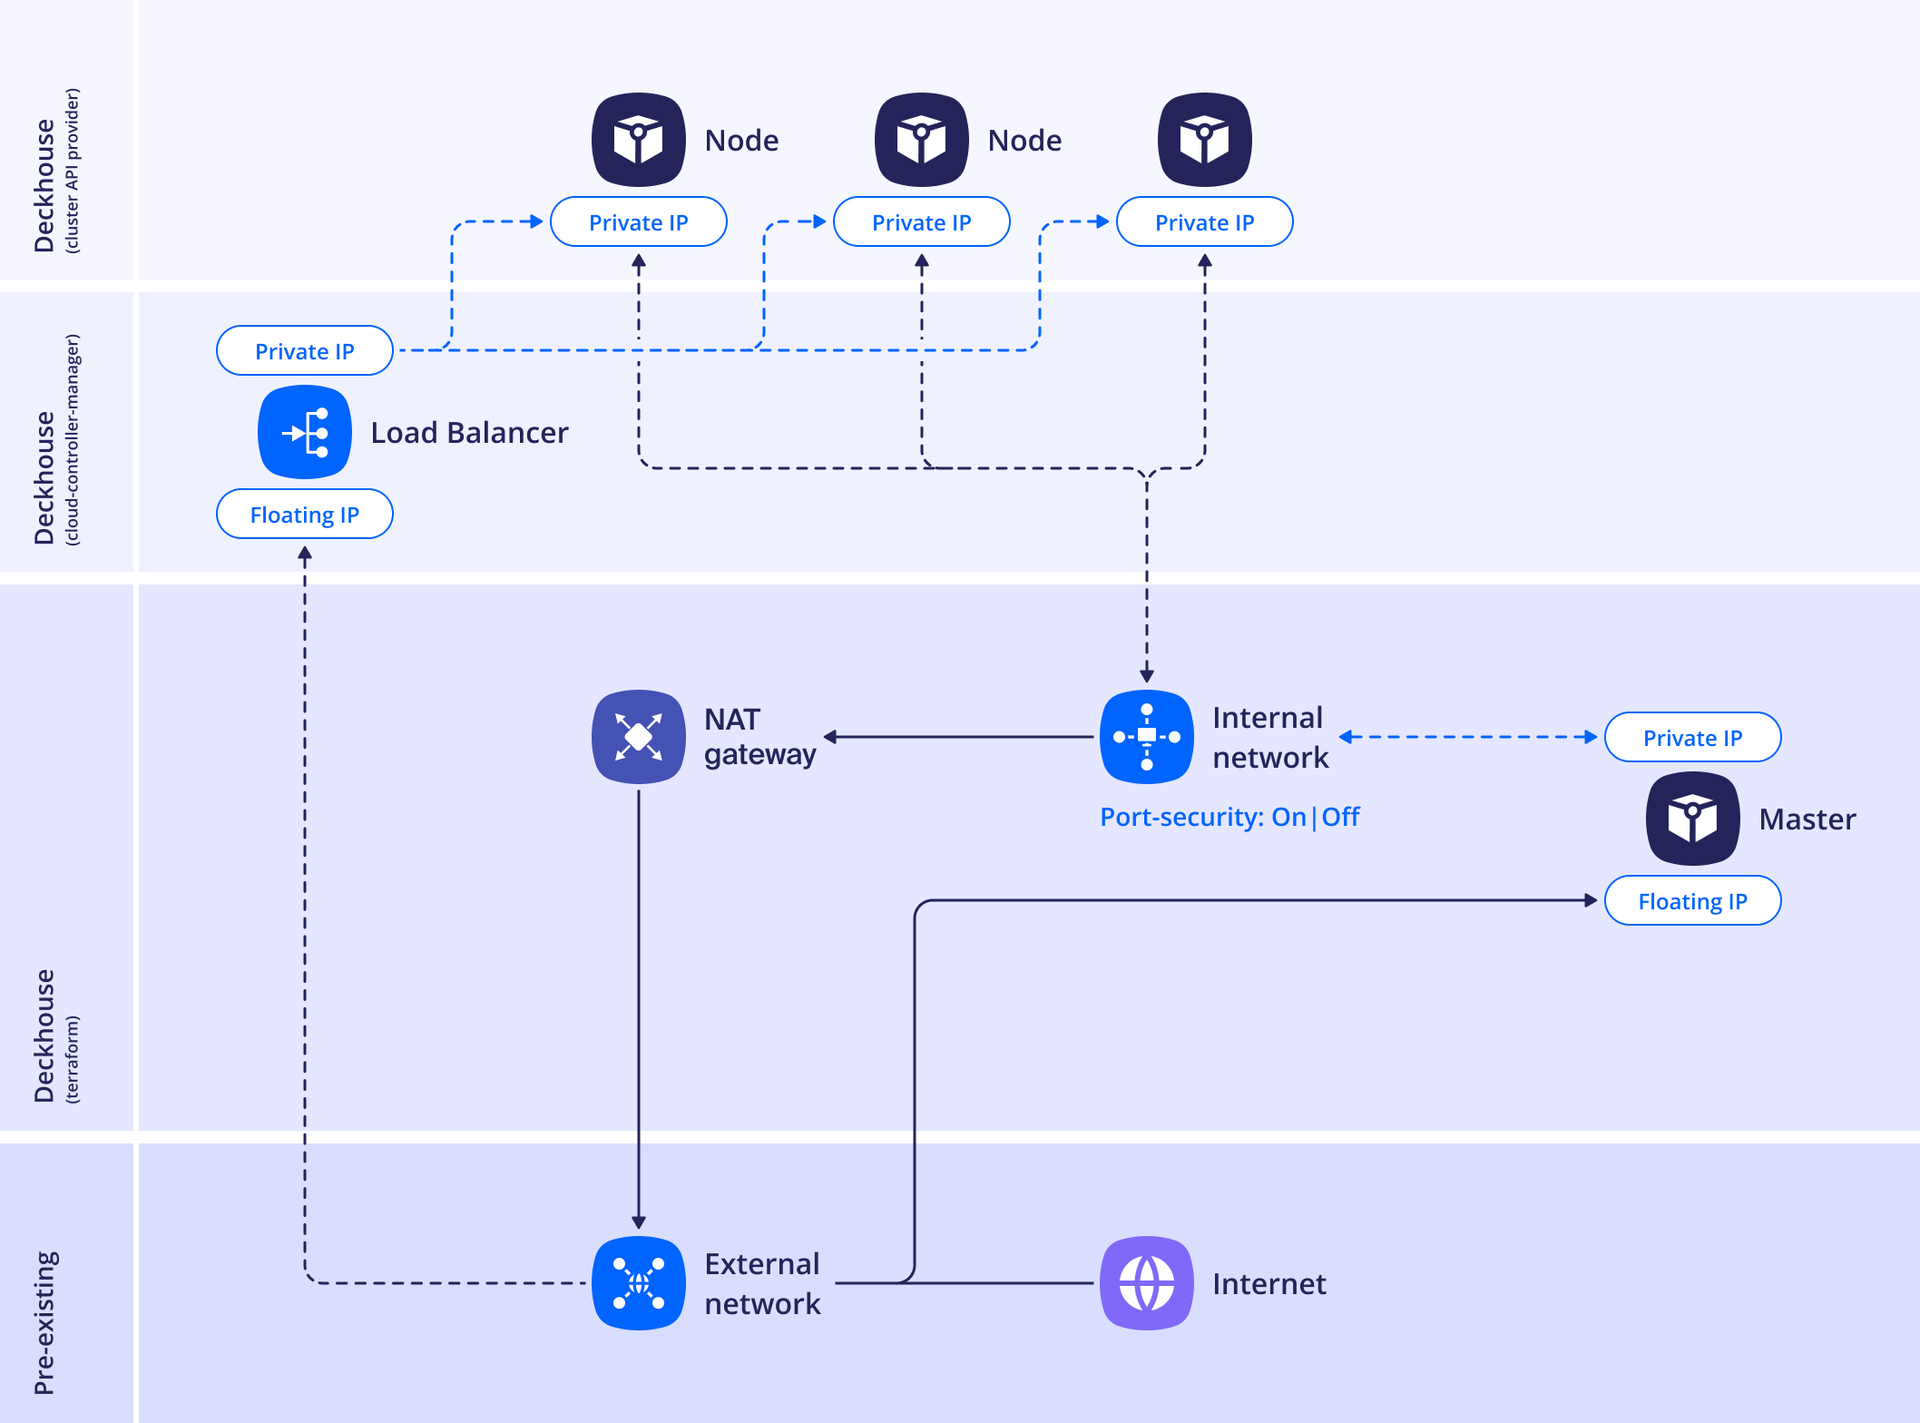 Deckhouse
(cluster API provider)
Node
Node
Private IP
Private IP
Private IP
Deckhouse
(cloud-controller-manager)
Private IP
Load Balancer
Floating IP
Deckhouse
(terraform)
NAT
gateway
Internal
network
Port-security: On|Off
Private IP
Master
Floating IP
Pre-existing
External
network
Internet